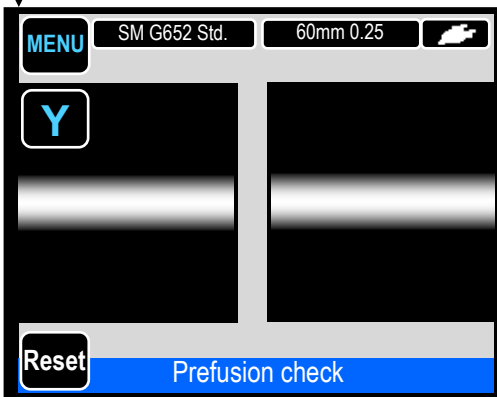 MENU
SM G652 Std.
60mm 0.25
Y
Reset
Prefusion check